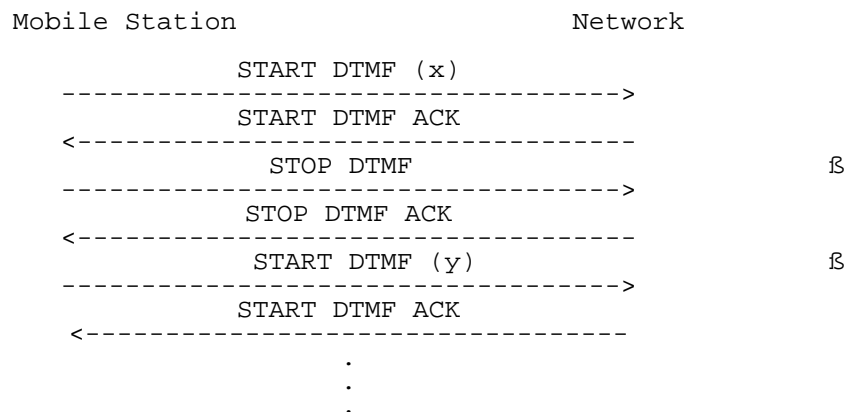 Mobile Station Network
START DTMF (x)
----------------------------------->
START DTMF ACK
<-----------------------------------
STOP DTMF ß
----------------------------------->
STOP DTMF ACK
<-----------------------------------
START DTMF (y) ß
----------------------------------->
START DTMF ACK
<----------------------------------
.
.
.